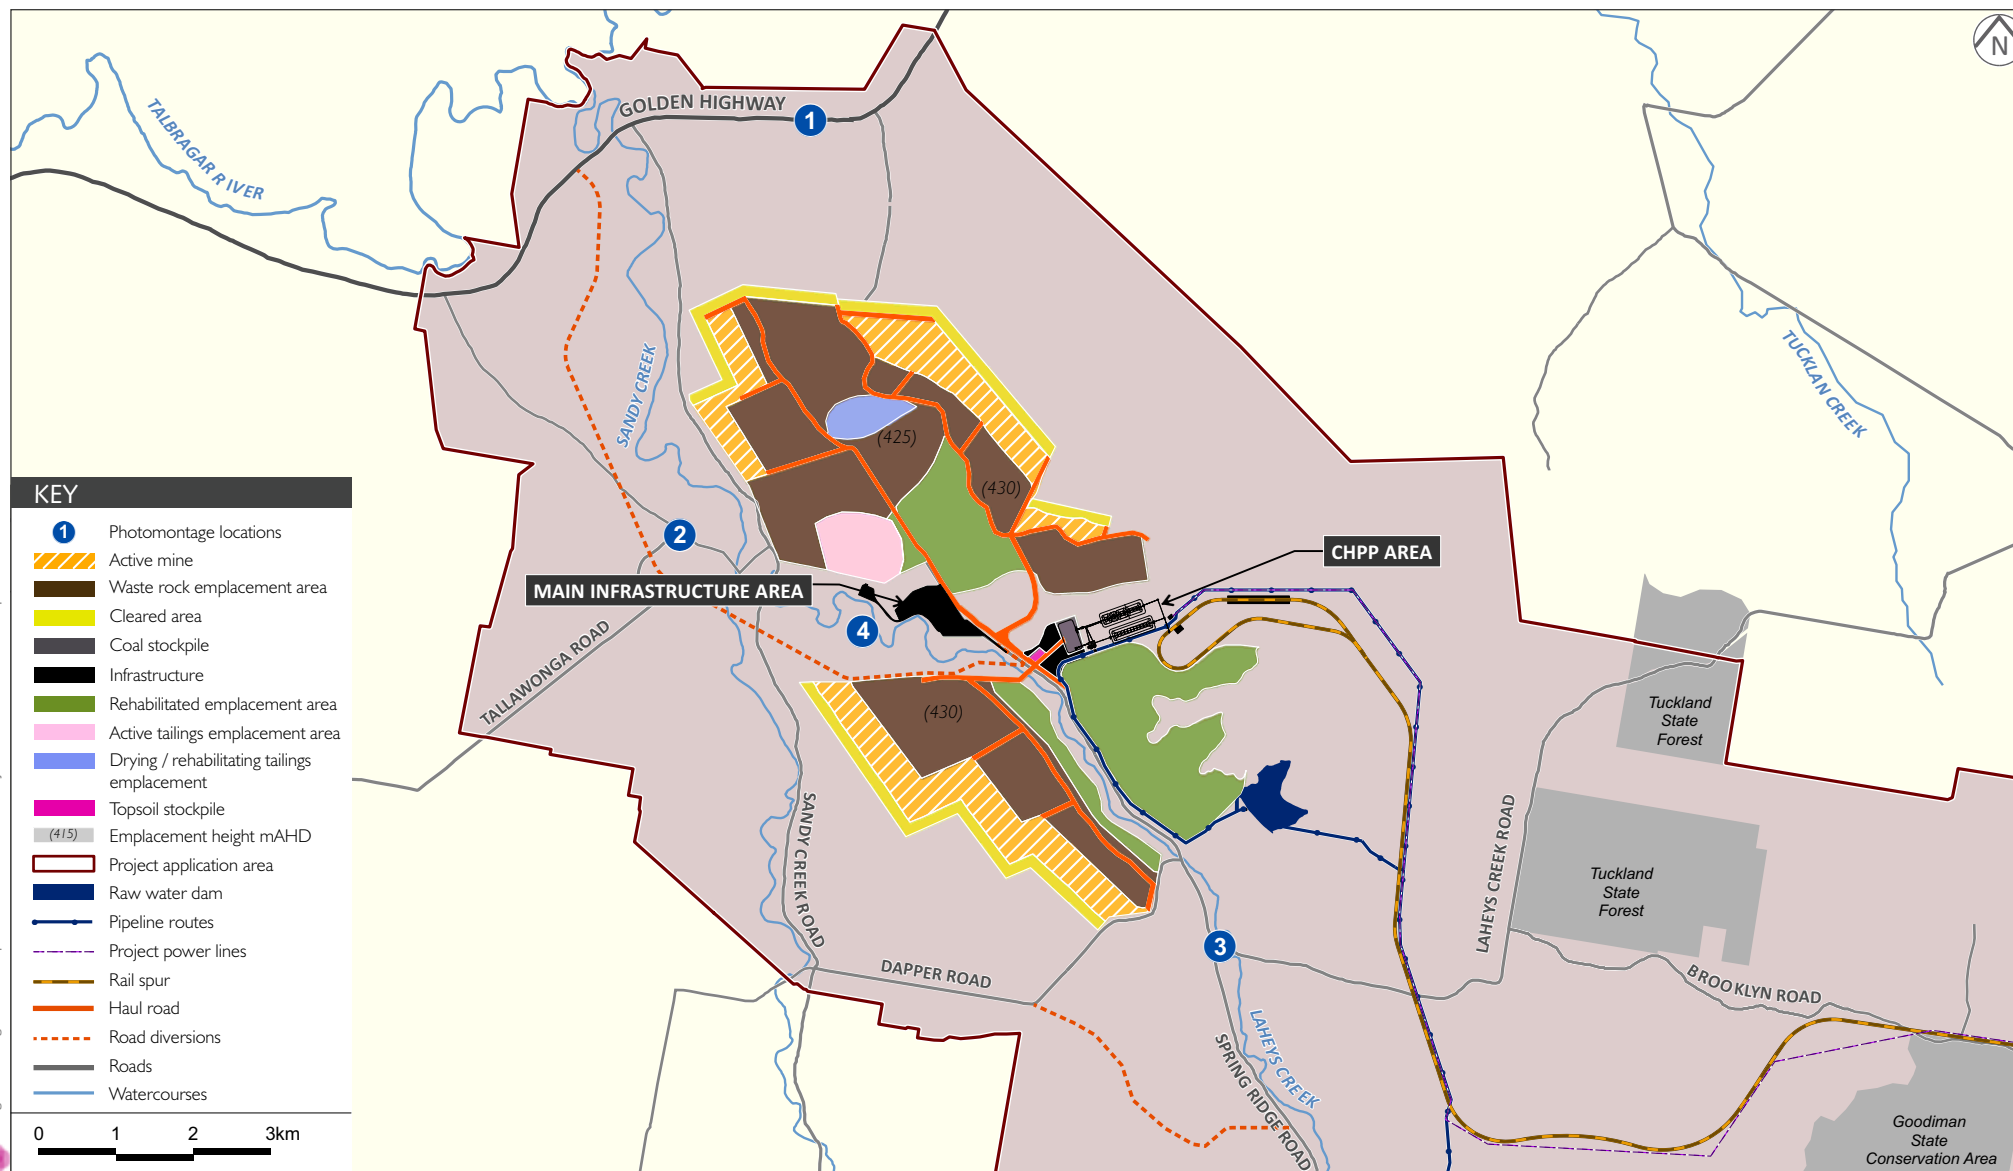 N
GOLDEN HIGHWAY
1
TALBRAGAR RIVER
SANDY CREEK
TUCKLAN CREEK
(425)
(430)
2
CHPP AREA
MAIN INFRASTRUCTURE AREA
4
TALLAWONGA ROAD
(430)
Tuckland
State
Forest
SANDY CREEK ROAD
LAHEYS CREEK ROAD
Tuckland
State
Forest
3
DAPPER ROAD
BROOKLYN ROAD
LAHEYS CREEK
SPRING RIDGE ROAD
Goodiman
State
Conservation Area
KEY
1 Photomontage locations
Active mine
Waste rock emplacement area
Cleared area
Coal stockpile
Infrastructure
Rehabilitated emplacement area
Active tailings emplacement area
Drying / rehabilitating tailings
emplacement
Topsoil stockpile
(415) Emplacement height mAHD
Project application area
Raw water dam
Pipeline routes
Project power lines
Rail spur
Haul road
Road diversions
Roads
Watercourses
0 1 2 3km